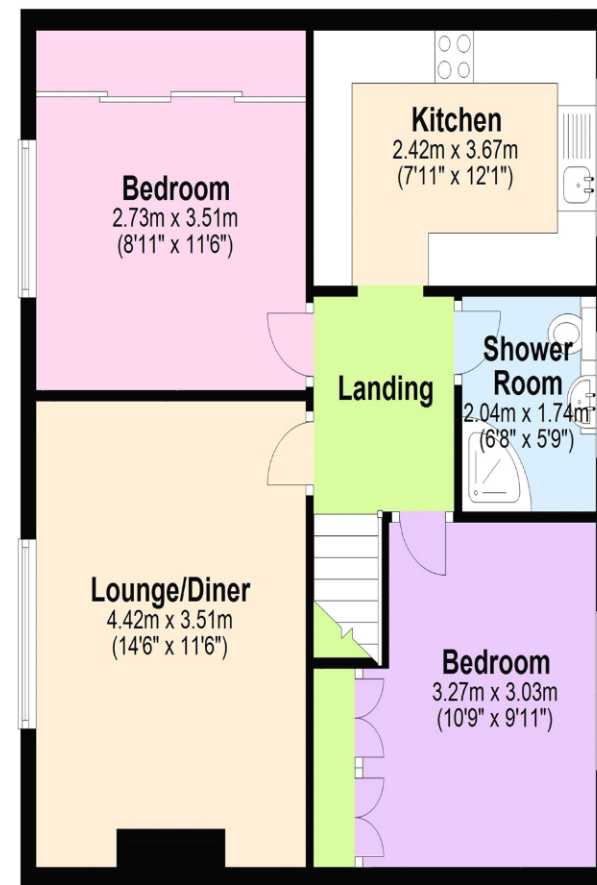 Kitchen
2.42m x 3.67m
(7'11" x 12'1")
Bedroom
2.73m x 3.51m
(8'11" x 11'6")
Landing
Shower
Room
2.04m x 1.74m
(6'8" x 5'9")
Lounge/Diner
4.42m x 3.51m
(14'6" x 11'6")
Bedroom
3.27m x 3.03m
(10'9" x 9'11")